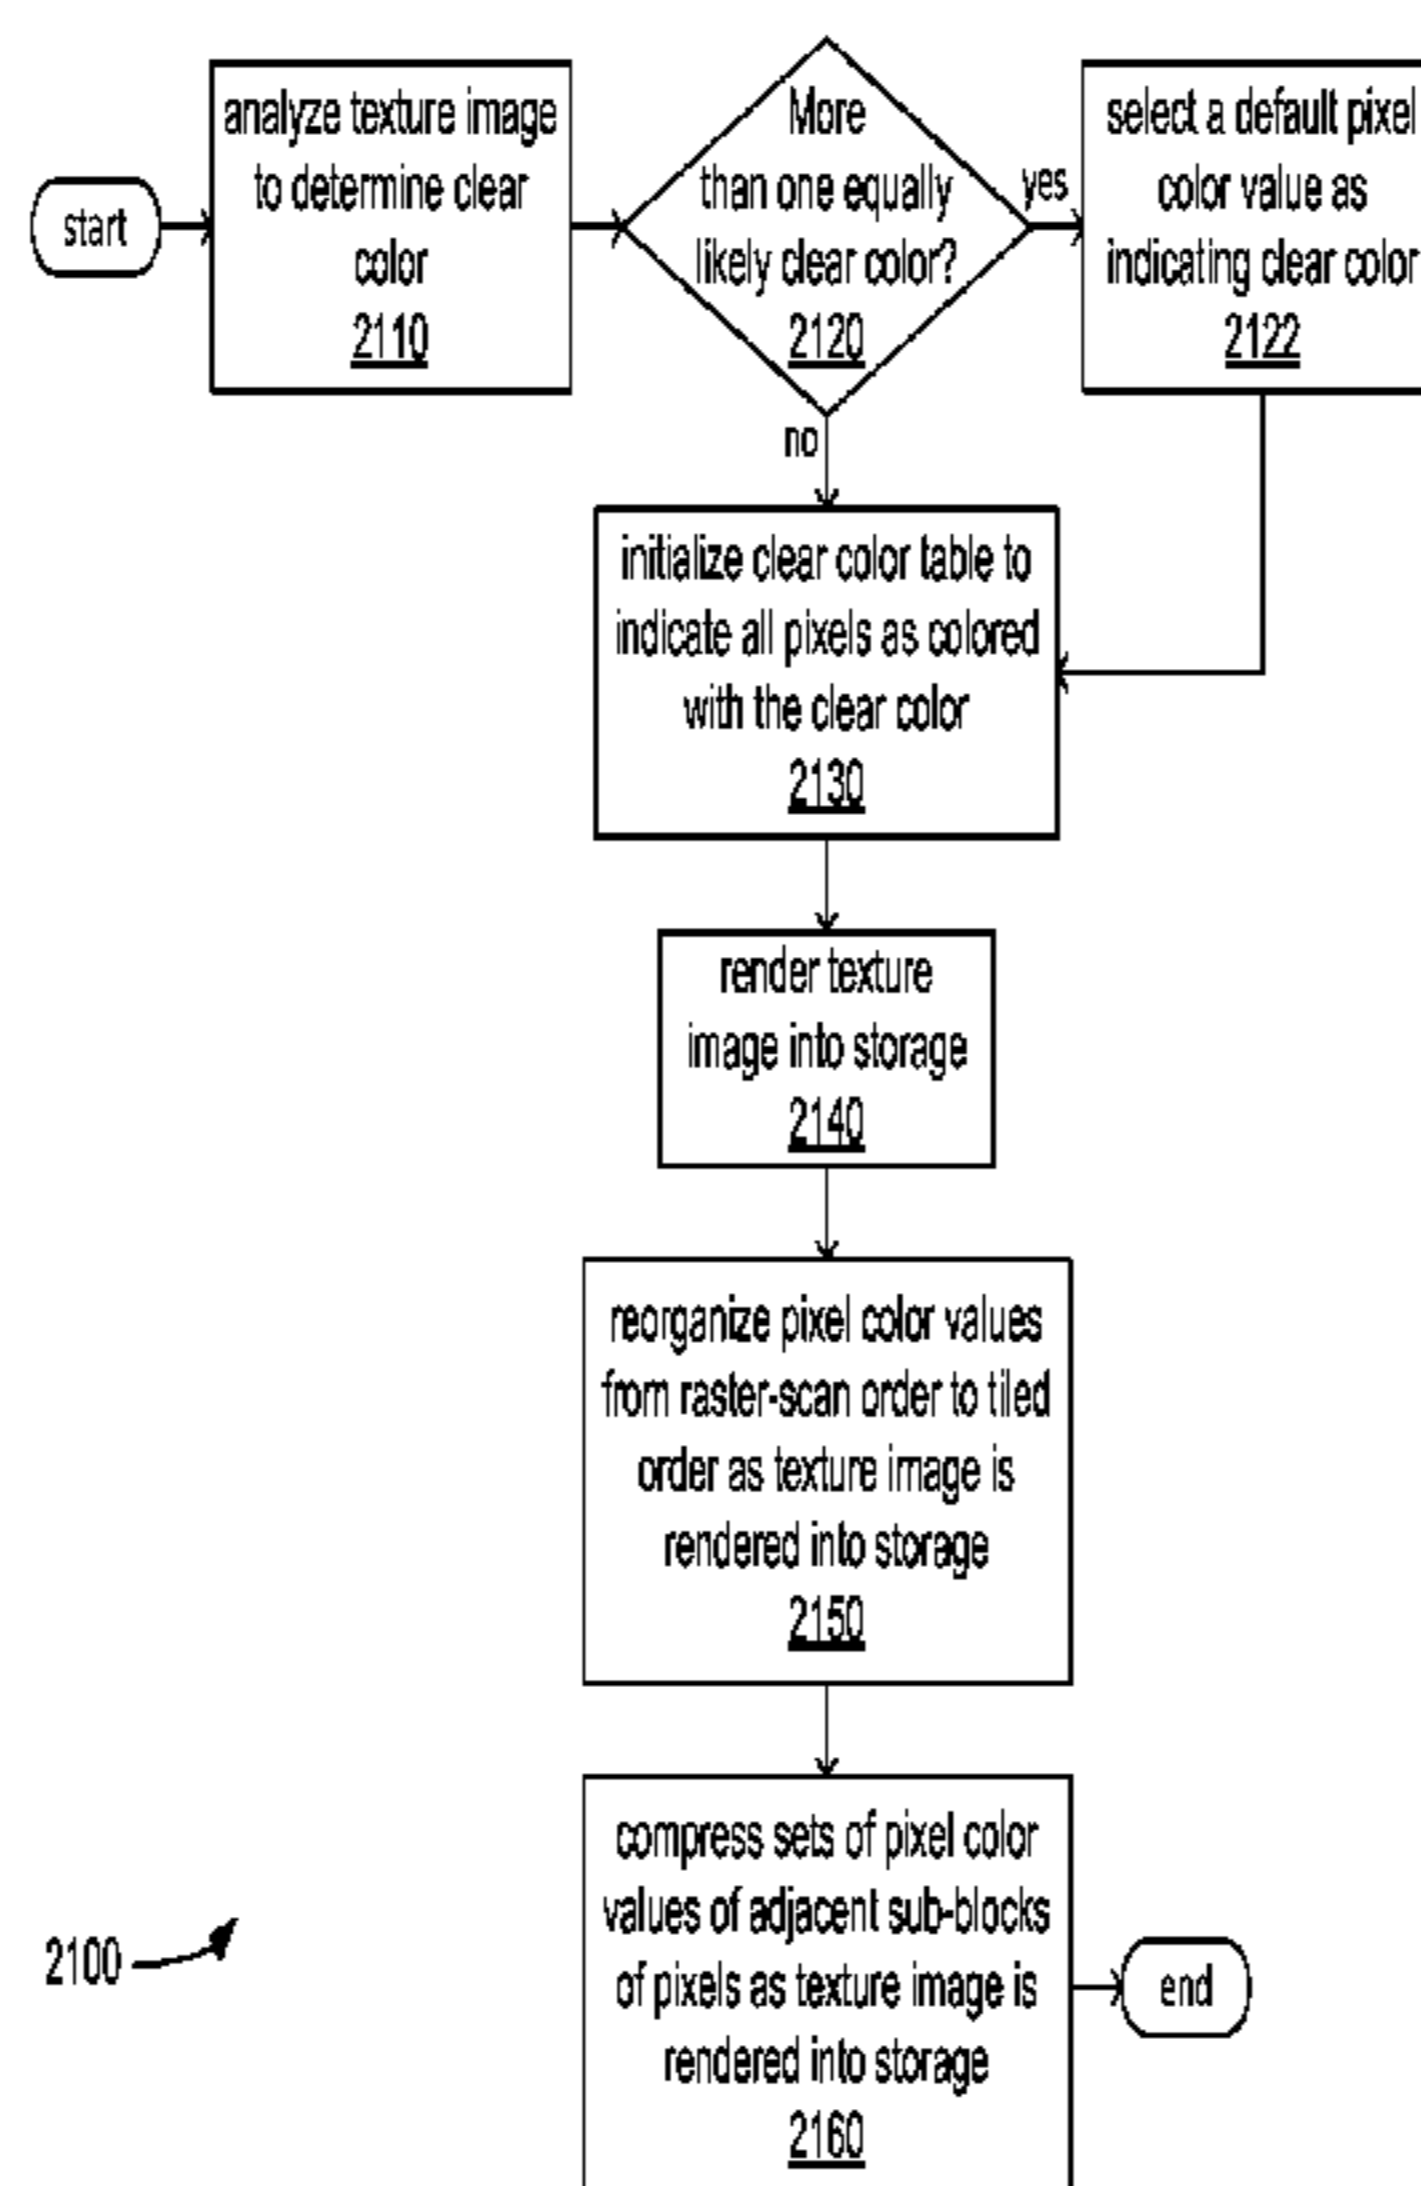 start
analyze texture image
to determine clear
color
2110
More
than one equally
likely clear color?
2120
yes
select a default pixel
color value as
indicating clear color
2122
no
initialize clear color table to
indicate all pixels as colored
with the clear color
2130
render texture
image into storage
2140
reorganize pixel color values
from raster-scan order to tiled
order as texture image is
rendered into storage
2150
compress sets of pixel color
values of adjacent sub-blocks
of pixels as texture image is
rendered into storage
2160
end
2100